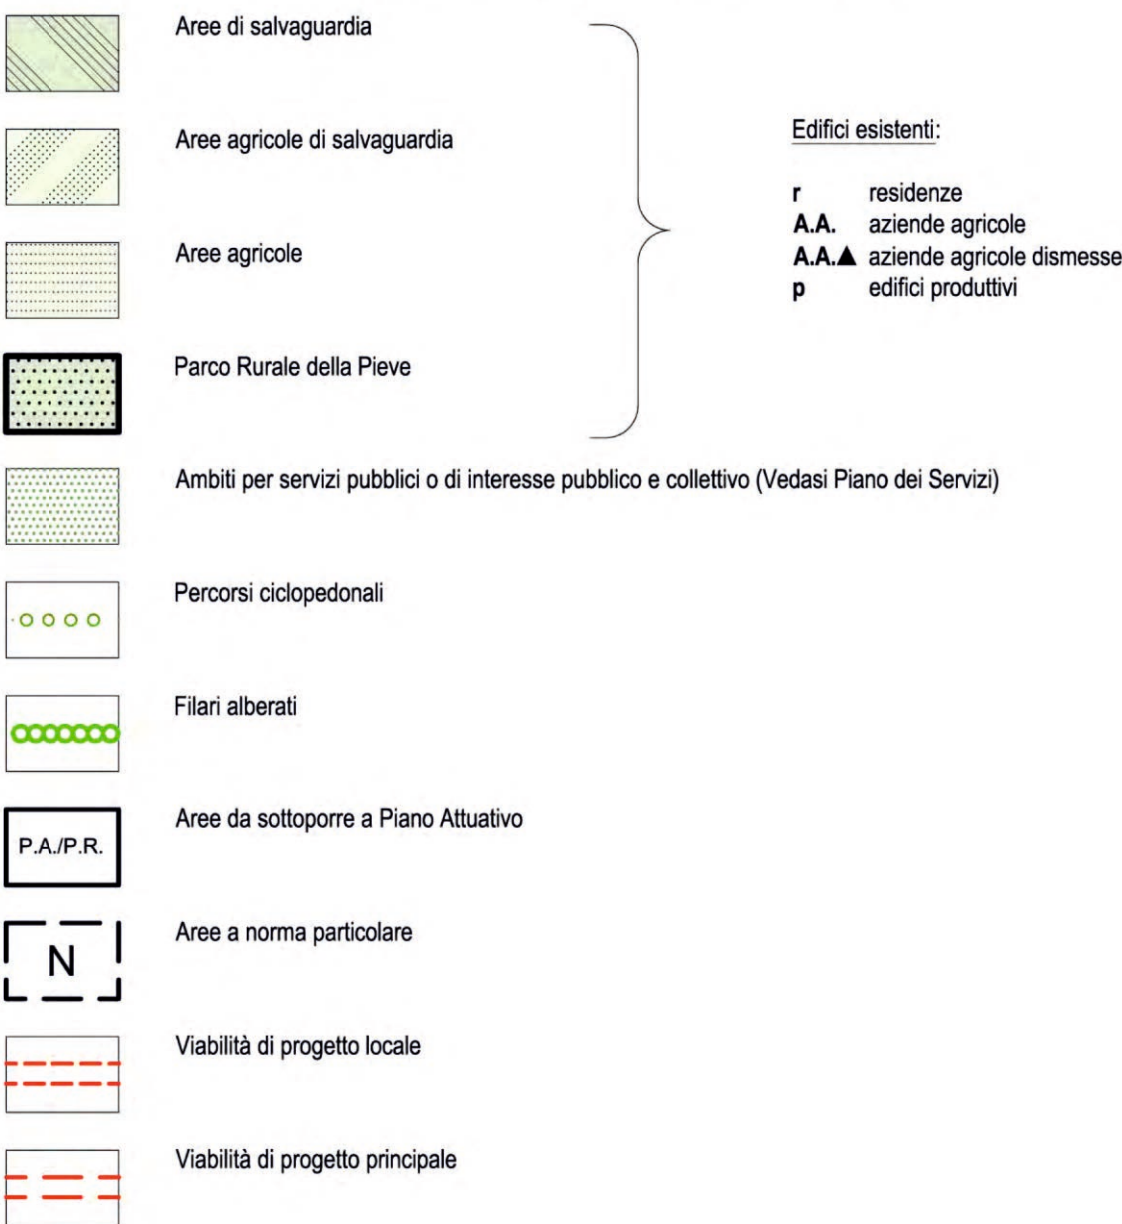 Aree di salvaguardia
Aree agricole di salvaguardia
Aree agricole
Parco Rurale della Pieve
Edifici esistenti:
r residenze
A.A. aziende agricole
A.A.▲ aziende agricole dismesse
p edifici produttivi
Ambiti per servizi pubblici o di interesse pubblico e collettivo (Vedasi Piano dei Servizi)
Percorsi ciclopedonali
Filari alberati
P.A./P.R. Aree da sottoporre a Piano Attuativo
N Aree a norma particolare
Viabilità di progetto locale
Viabilità di progetto principale